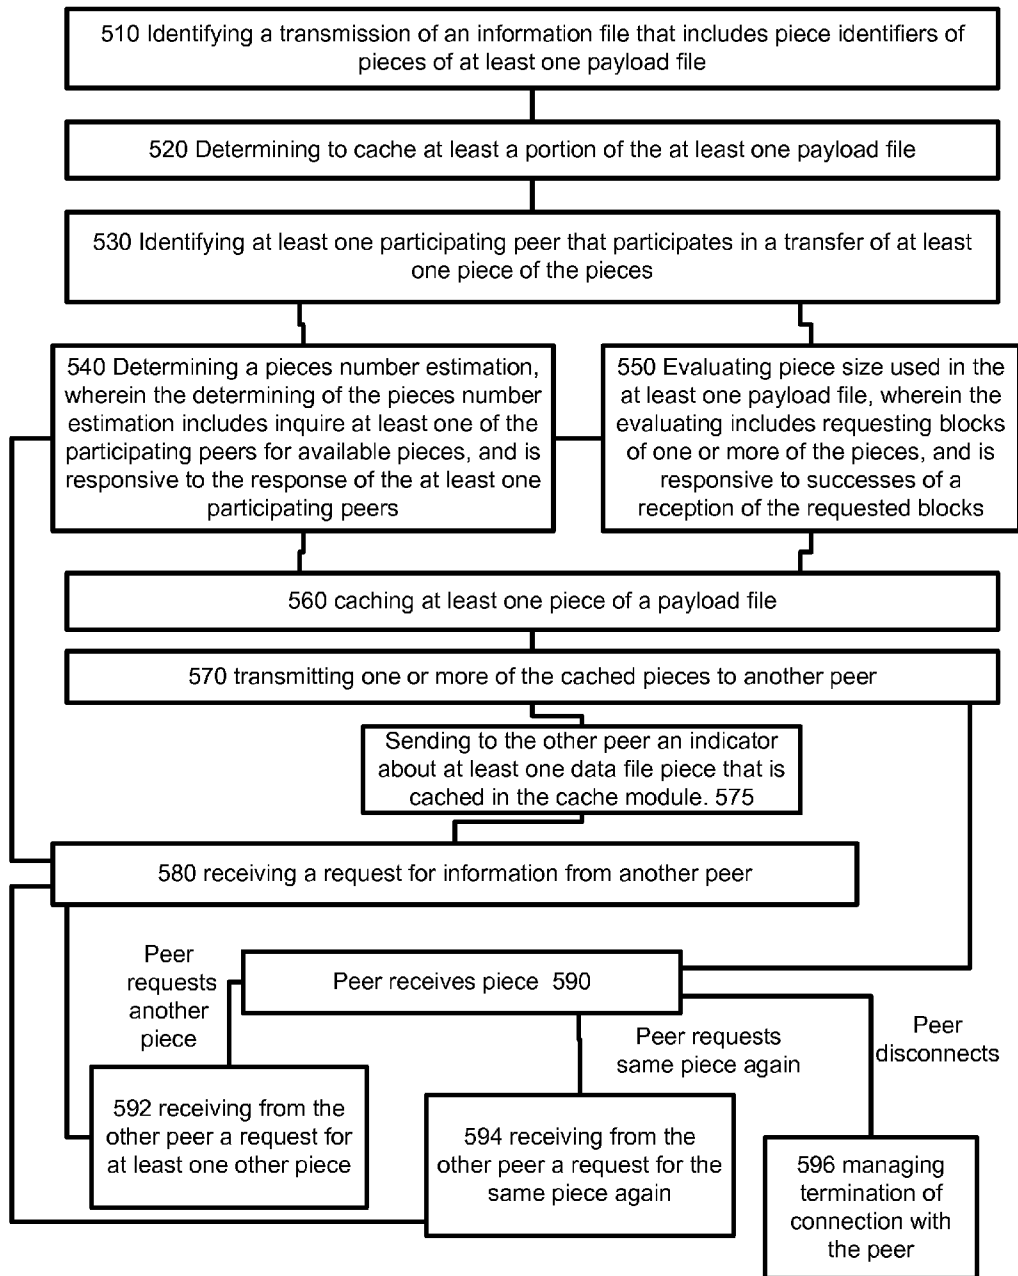 510 Identifying a transmission of an information file that includes piece identifiers of
pieces of at least one payload file
520 Determining to cache at least a portion of the at least one payload file
530 Identifying at least one participating peer that participates in a transfer of at least
one piece of the pieces
540 Determining a pieces number estimation,
wherein the determining of the pieces number
estimation includes inquire at least one of the
participating peers for available pieces, and is
responsive to the response of the at least one
participating peers
550 Evaluating piece size used in the
at least one payload file, wherein the
evaluating includes requesting blocks
of one or more of the pieces, and is
responsive to successes of a
reception of the requested blocks
560 caching at least one piece of a payload file
570 transmitting one or more of the cached pieces to another peer
Sending to the other peer an indicator
about at least one data file piece that is
cached in the cache module. 575
580 receiving a request for information from another peer
Peer
requests
another
piece
Peer receives piece 590
Peer requests
same piece again
Peer
disconnects
592 receiving from the
other peer a request for
at least one other piece
594 receiving from the
other peer a request for the
same piece again
596 managing
termination of
connection with
the peer